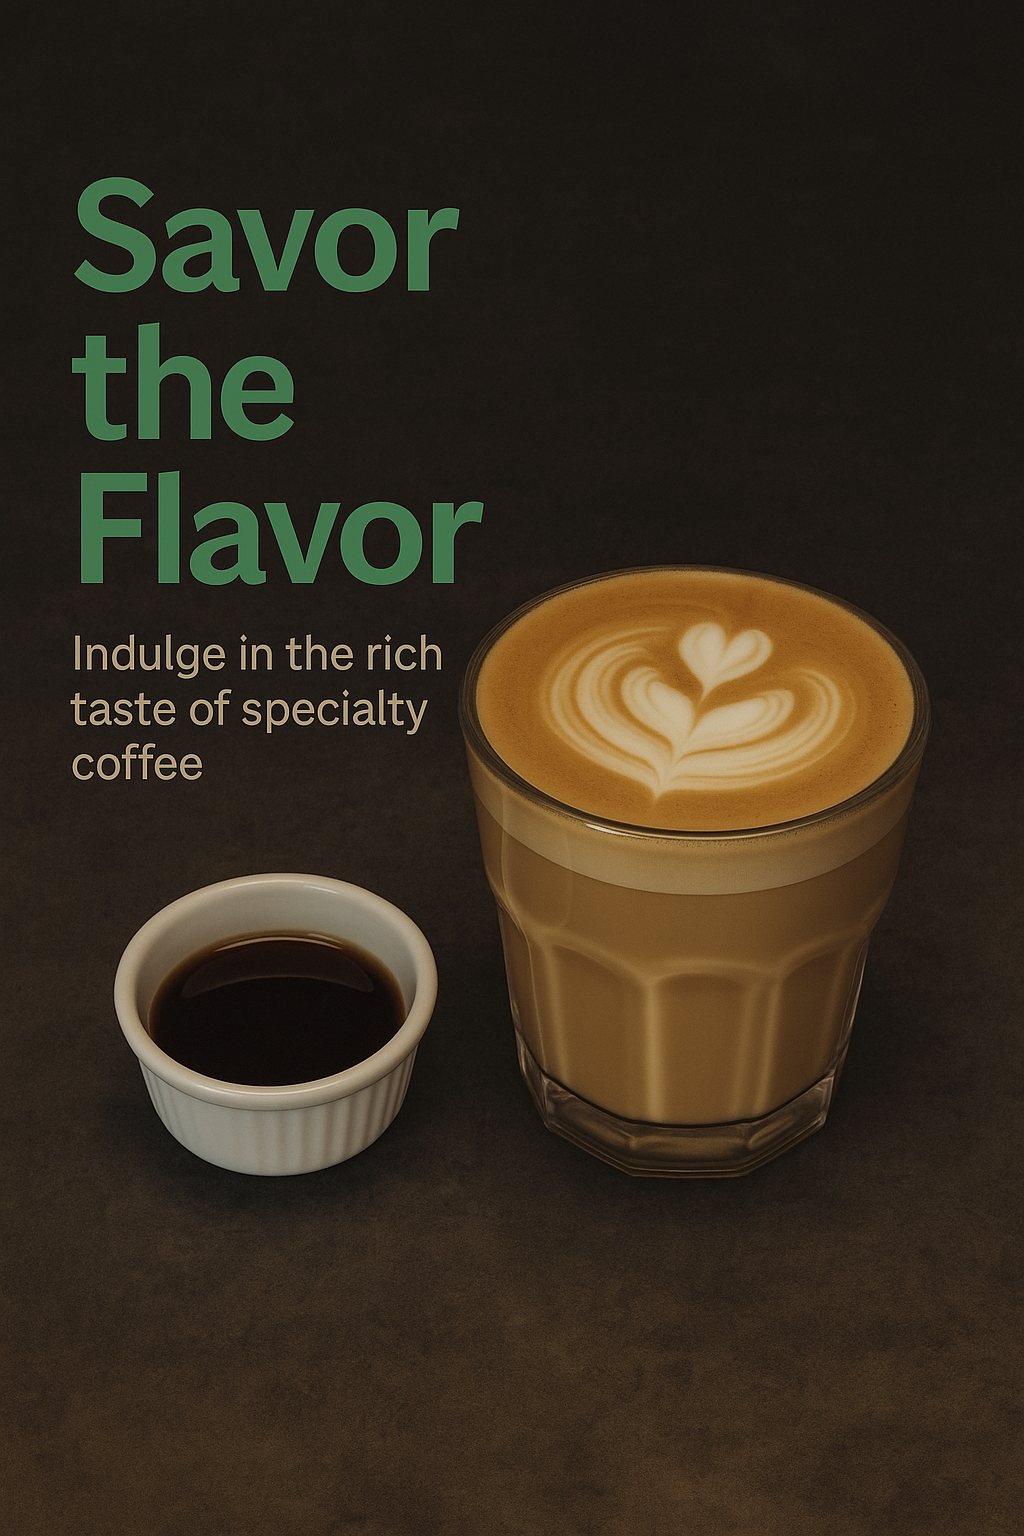 Savor
the
Flavor
Indulge in the rich
taste of specialty
coffee